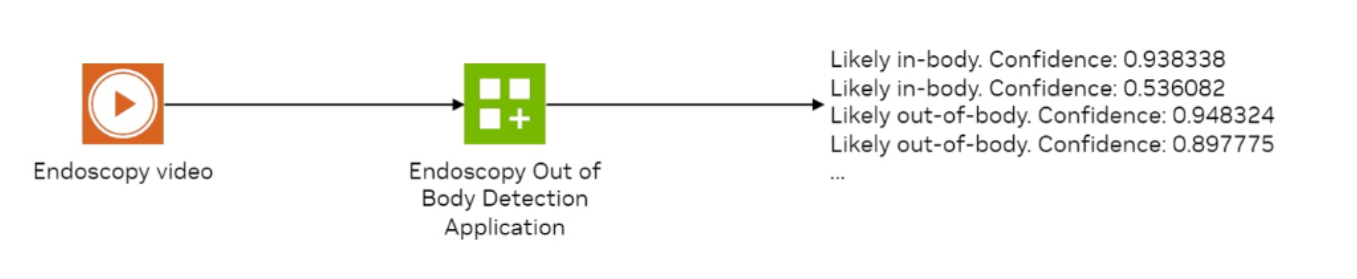 Endoscopy video
Endoscopy Out of
Body Detection
Application
Likely in-body. Confidence: 0.938338
Likely in-body. Confidence: 0.536082
Likely out-of-body. Confidence: 0.948324
Likely out-of-body. Confidence: 0.897775
...